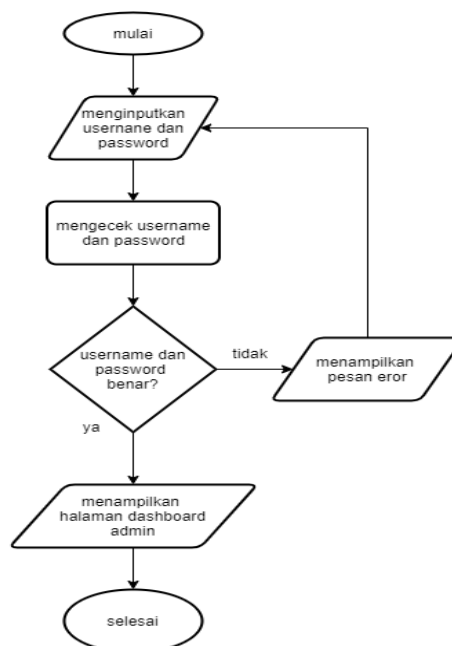 mulai
menginputkan
usernane dan
password
mengecek username
dan password
username dan
password
benar?
tidak
menampilkan
pesan eror
ya
menampilkan
halaman dashboard
admin
selesai